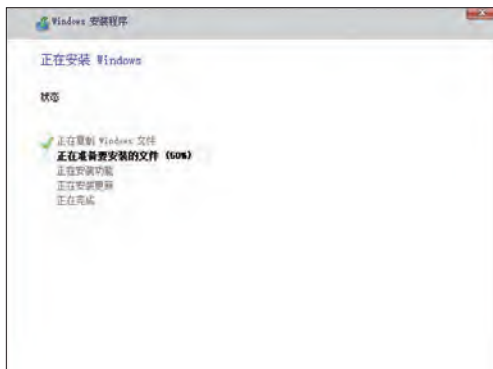 Windows 安装程序
正在安装 Windows
状态
正在复制 Windows 文件
正在准备要安装的文件 (60%)
正在安装功能
正在安装更新
正在完成